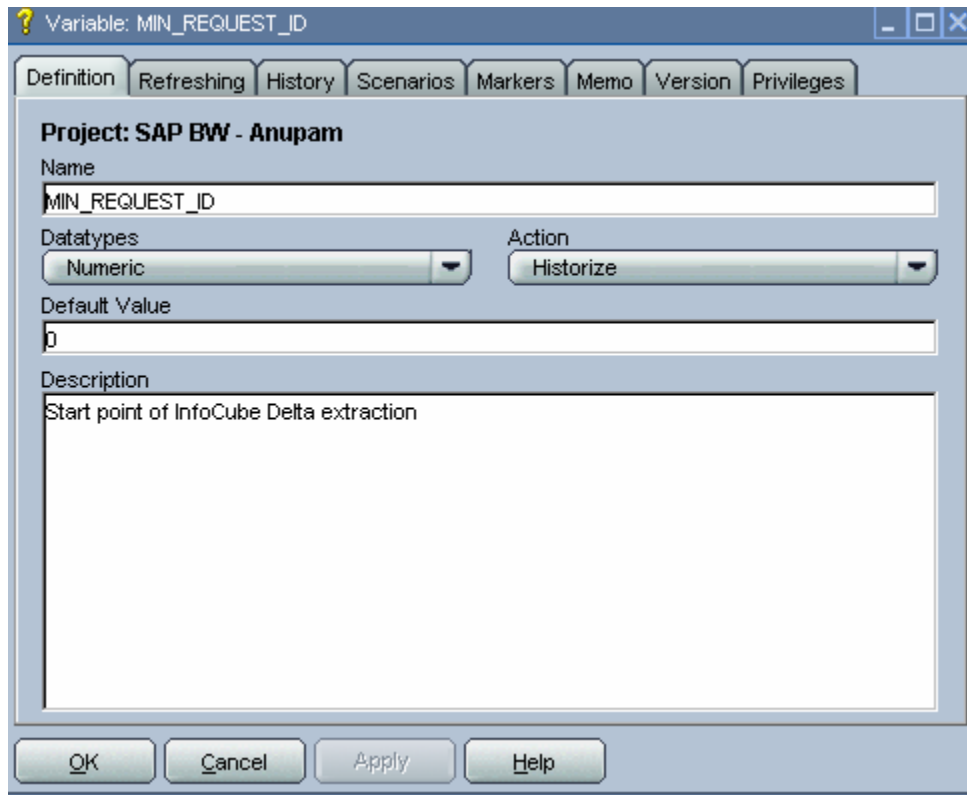 Variable: MIN_REQUEST_ID
Definition Refreshing History Scenarios Markers Memo Version Privileges
Project: SAP BW - Anupam
Name
MIN_REQUEST_ID
Datatypes Action
Numeric Historize
Default Value
0
Description
Start point of InfoCube Delta extraction
OK Cancel Apply Help